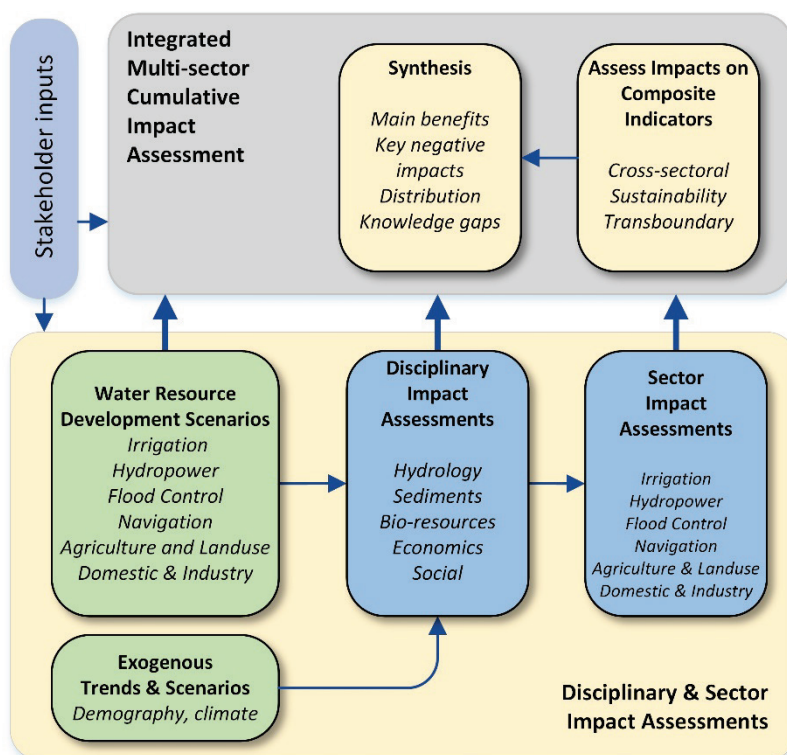 Stakeholder inputs
Integrated
Multi-sector
Cumulative
Impact
Assessment
Synthesis
Main benefits
Key negative
impacts
Distribution
Knowledge gaps
Assess Impacts on
Composite
Indicators
Cross-sectoral
Sustainability
Transboundary
Water Resource
Development Scenarios
Irrigation
Hydropower
Flood Control
Navigation
Agriculture and Landuse
Domestic & Industry
Disciplinary
Impact
Assessments
Hydrology
Sediments
Bio-resources
Economics
Social
Sector
Impact
Assessments
Irrigation
Hydropower
Flood Control
Navigation
Agriculture & Landuse
Domestic & Industry
Exogenous
Trends & Scenarios
Demography, climate
Disciplinary & Sector
Impact Assessments